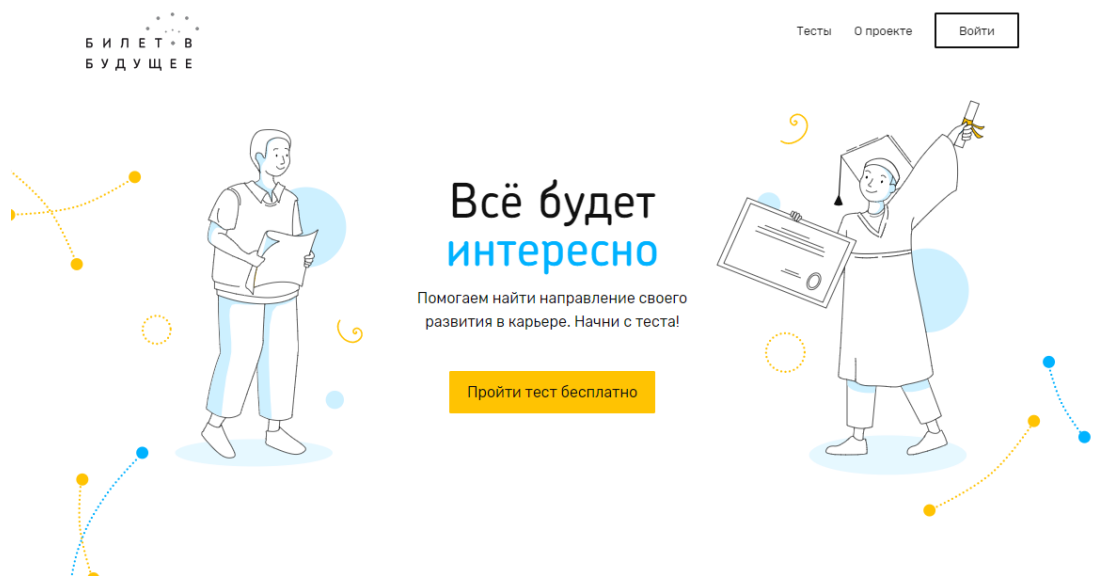 БИЛЕТ В
БУДУЩЕЕ
Тесты
О проекте
Войти
Всё будет
интересно
Помогаем найти направление своего
развития в карьере. Начни с теста!
Пройти тест бесплатно